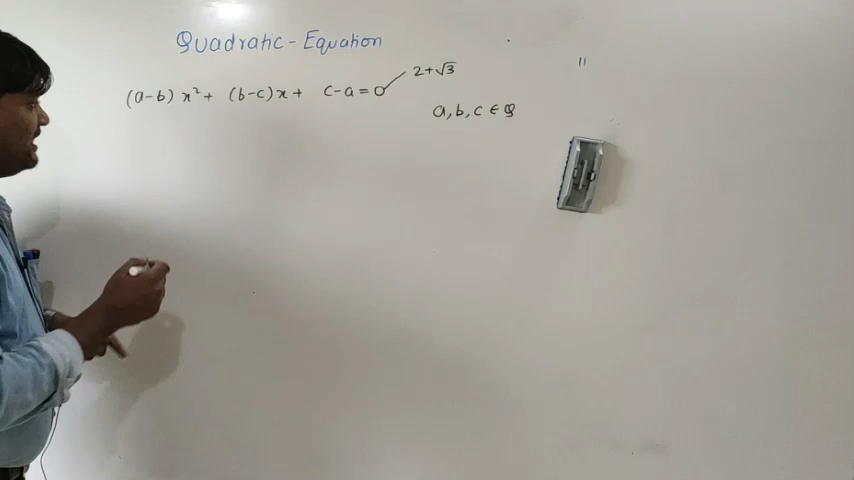 Quadratic - Equation
(a-b) x² + (b-c)x + c-a = 0 2+√3
a, b, c ∈ Q